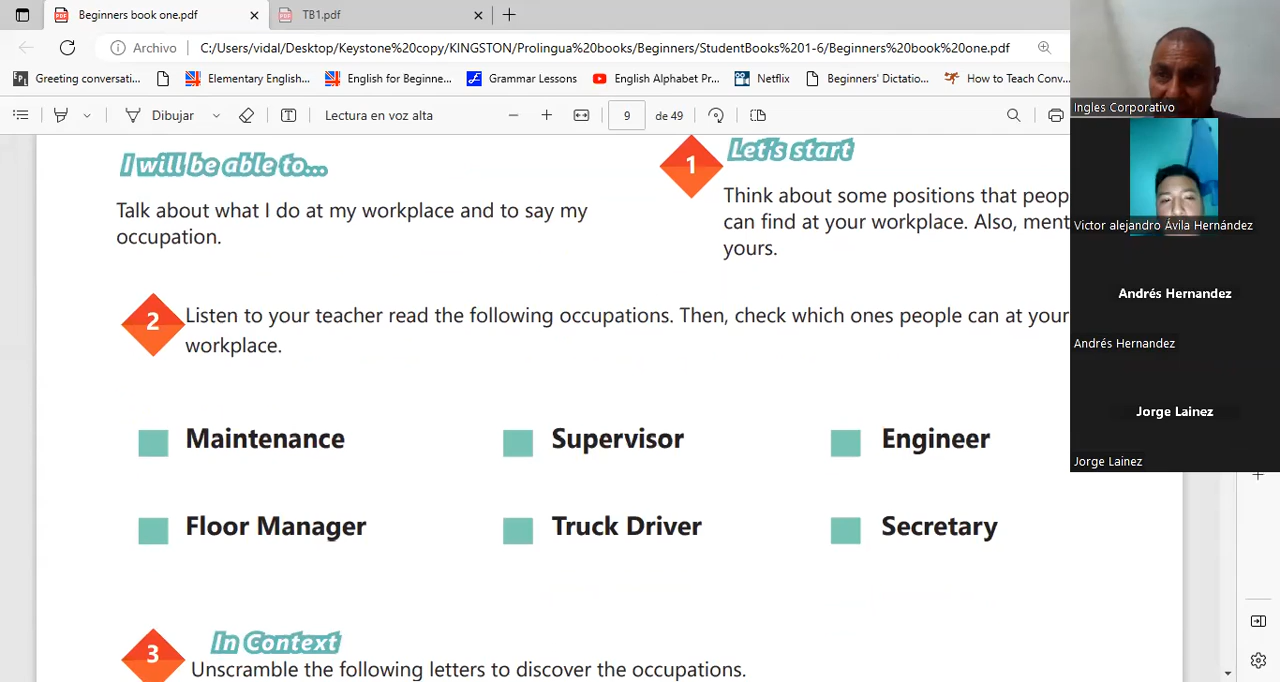 Beginners book one.pdf
TB1.pdf
Archivo
C:/Users/vidal/Desktop/Keystone%20copy/KINGSTON/Prolingua%20books/Beginners/StudentBooks%201-6/Beginners%20book%20one.pdf
Greeting conversati...
Elementary English...
English for Beginne...
Grammar Lessons
English Alphabet Pr...
Netflix
Beginners' Dictatio...
How to Teach Conv...
Dibujar
Lectura en voz alta
9
de 49
Ingles Corporativo
Victor alejandro Ávila Hernández
Andrés Hernandez
Andrés Hernandez
Jorge Lainez
Jorge Lainez
I will be able to...
Talk about what I do at my workplace and to say my
occupation.
1
Let's start
Think about some positions that peop
can find at your workplace. Also, ment
yours.
2
Listen to your teacher read the following occupations. Then, check which ones people can at your
workplace.
Maintenance
Supervisor
Engineer
Floor Manager
Truck Driver
Secretary
3
In Context
Unscramble the following letters to discover the occupations.